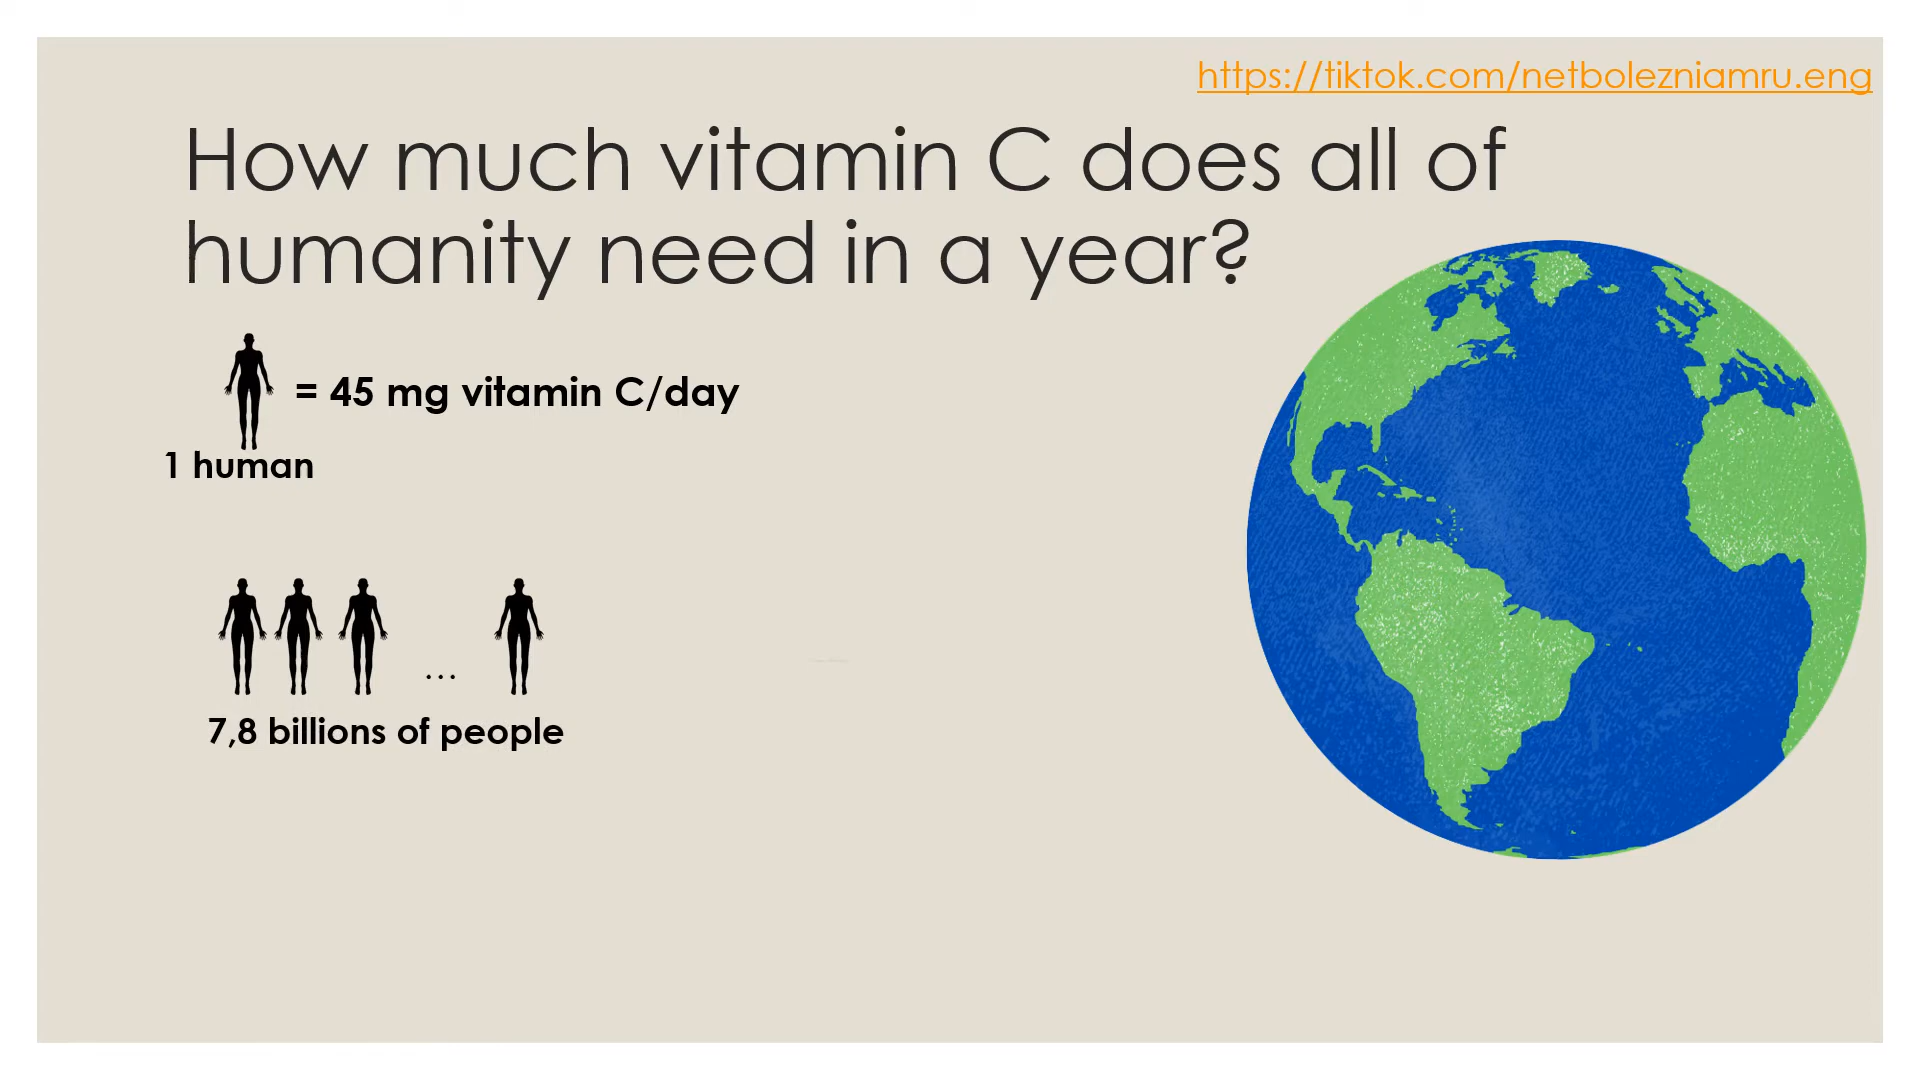 https://tiktok.com/netbolezniamru.eng
How much vitamin C does all of
humanity need in a year?
= 45 mg vitamin C/day
1 human
...
7,8 billions of people